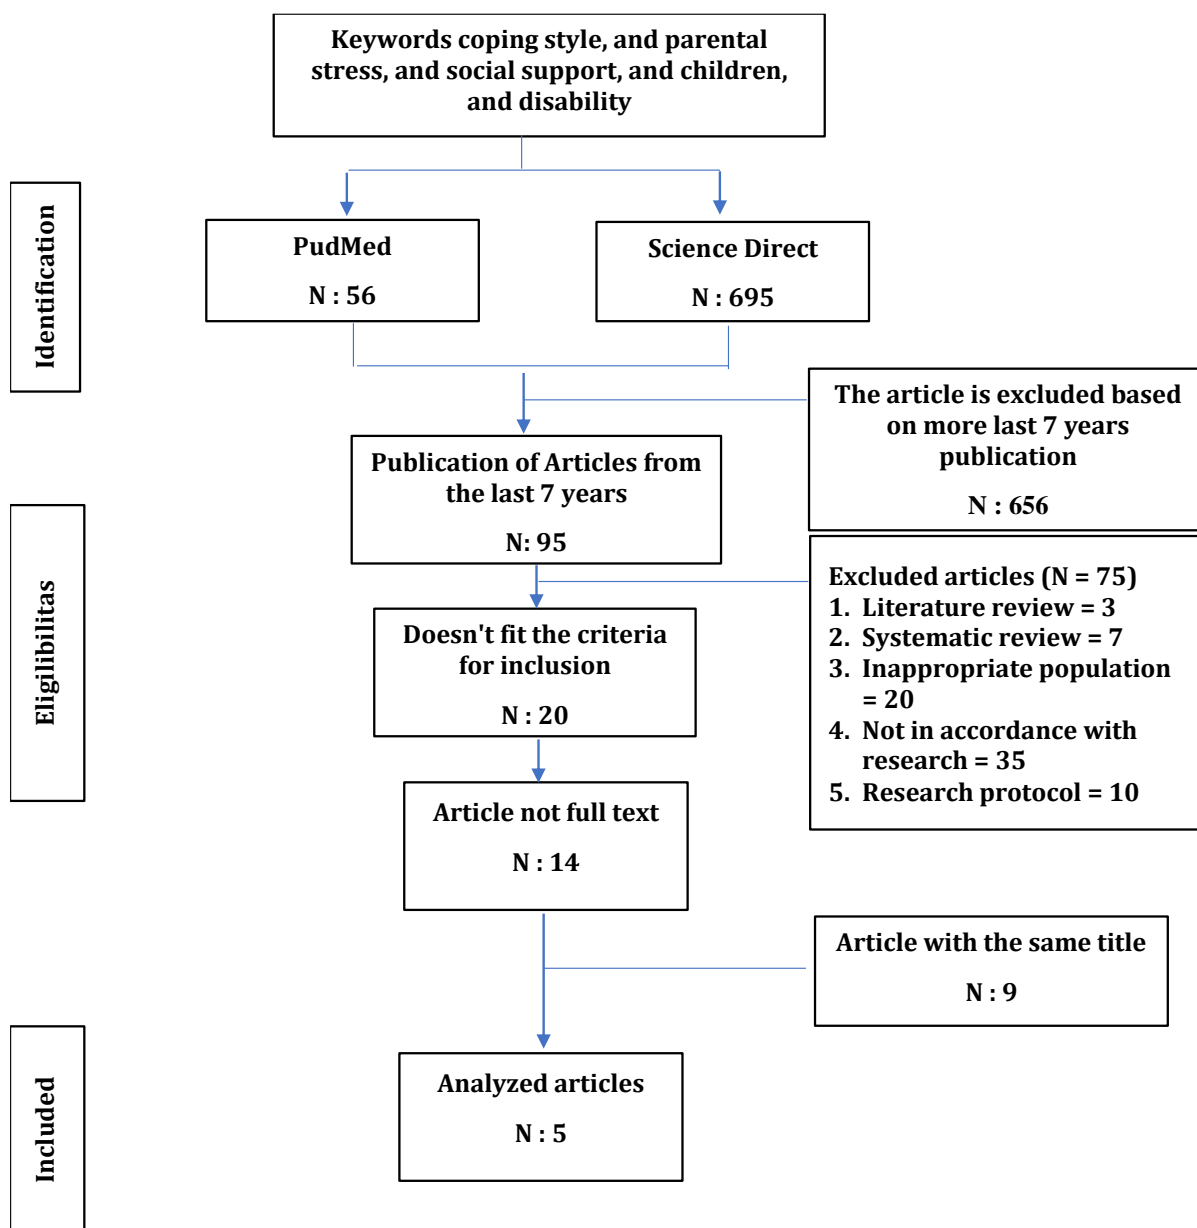 Keywords coping style, and parental
stress, and social support, and children,
and disability
Identification
PudMed
N : 56
Science Direct
N : 695
The article is excluded based
on more last 7 years
publication
N : 656
Publication of Articles from
the last 7 years
N: 95
Eligilibilitas
Excluded articles (N = 75)
1. Literature review = 3
2. Systematic review = 7
3. Inappropriate population
= 20
4. Not in accordance with
research = 35
5. Research protocol = 10
Doesn't fit the criteria
for inclusion
N : 20
Article not full text
N : 14
Article with the same title
N : 9
Included
Analyzed articles
N : 5